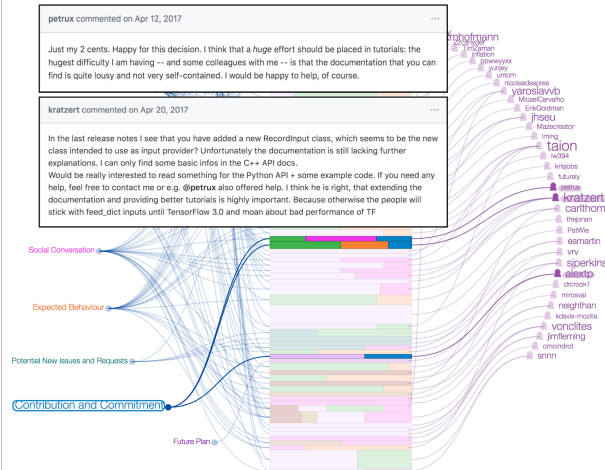 petrux commented on Apr 12, 2017
Just my 2 cents. Happy for this decision. I think that a huge effort should be placed in tutorials: the
hugest difficulty I am having -- and some colleagues with me -- is that the documentation that you can
find is quite lousy and not very self-contained. I would be happy to help, of course.
kratzert commented on Apr 20, 2017
In the last release notes I see that you have added a new RecordInput class, which seems to be the new
class intended to use as input provider? Unfortunately the documentation is still lacking further
explanations. I can only find some basic infos in the C++ API docs.
Would be really interested to read something for the Python API + some example code. If you need any
help, feel free to contact me or e.g. @petrux also offered help. I think he is right, that extending the
documentation and providing better tutorials is highly important. Because otherwise the people will
stick with feed_dict inputs until TensorFlow 3.0 and moan about bad performance of TF
Social Conversation
Expected Behaviour
Potential New Issues and Requests
Contribution and Commitment
Future Plan
TimZaman
inflation
ppwwyyxx
yunjey
untom
nicolasdespres
yaroslavvb
MicaelCarvalho
ErikGoldman
jhseu
Mazecreator
lming
taion
lw394
krisjobs
futurely
petrux
kratzert
carlthome
thejonan
PatWie
eamartin
vrv
sjperkins
alextp
drcrook1
mirosval
neighthan
kdavis-mozilla
vonclites
jimfleming
omoindrot
snnn